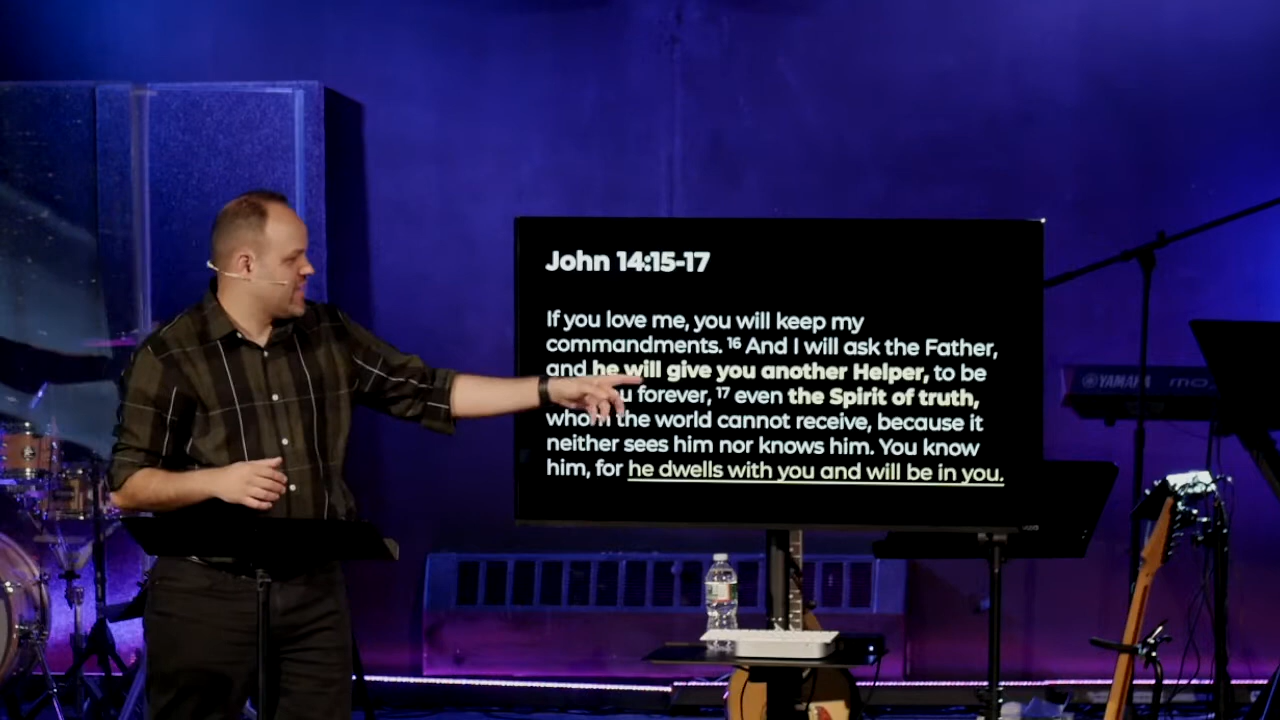 John 14:15-17
If you love me, you will keep my
commandments. ¹⁶ And I will ask the Father,
and he will give you another Helper, to be
forever, ¹⁷ even the Spirit of truth,
whom the world cannot receive, because it
neither sees him nor knows him. You know
him, for he dwells with you and will be in you.
YAMAHA